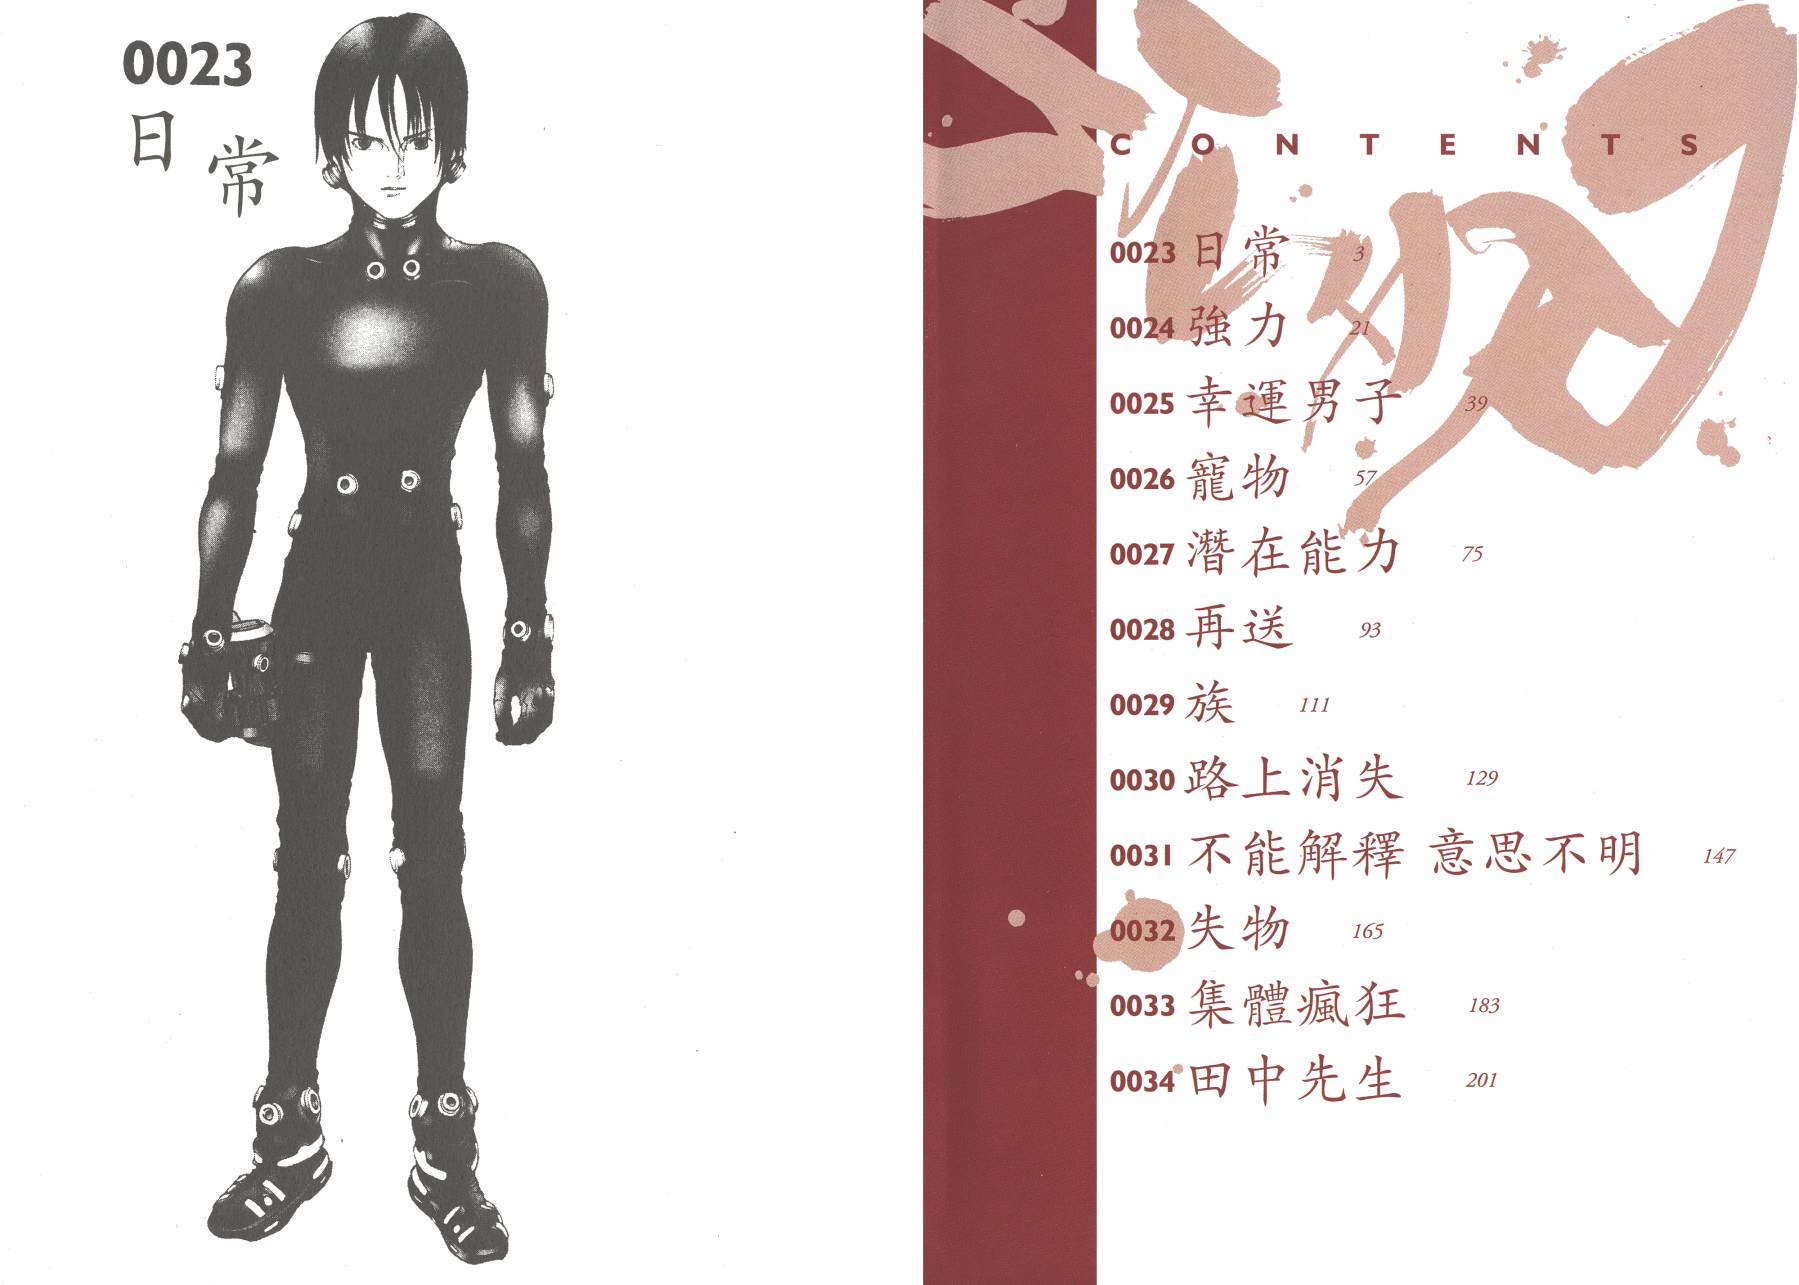 0023
日常
CONTENTS
0023 日常 3
0024 強力 21
0025 幸運男子 39
0026 寵物 57
0027 潛在能力 75
0028 再送 93
0029 族 111
0030 路上消失 129
0031 不能解釋 意思不明 147
0032 失物 165
0033 集體瘋狂 183
0034 田中先生 201